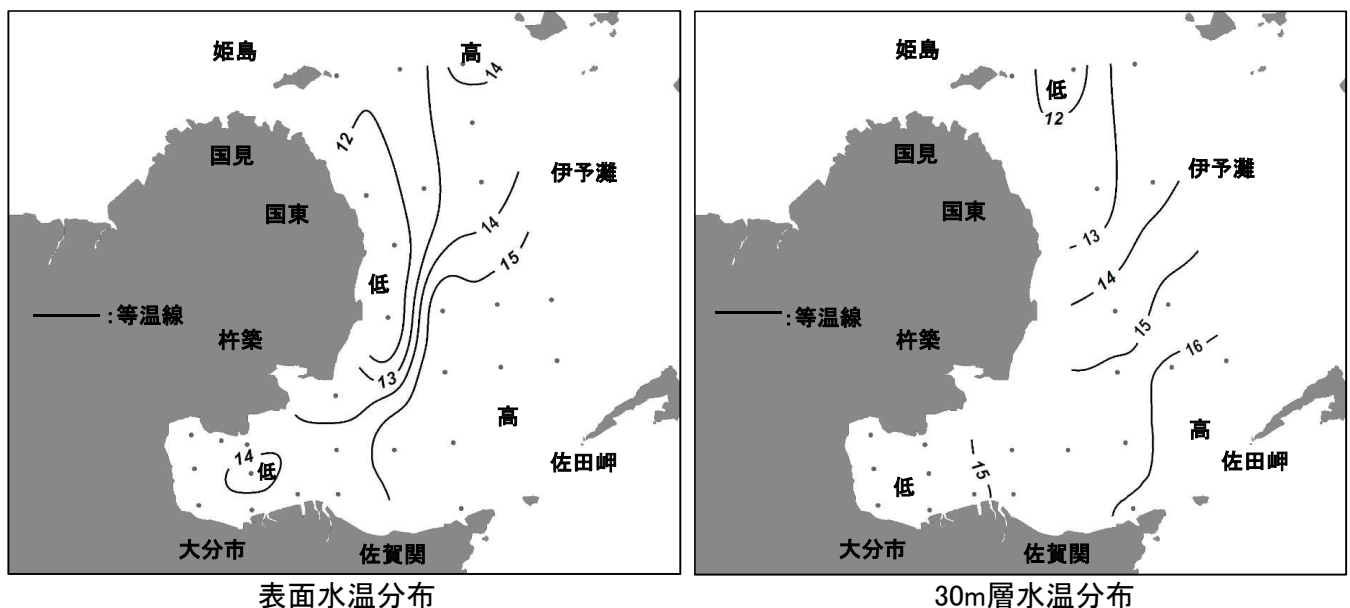 姫島
高
14
12
国見
伊予灘
国東
14
15
低
:等温線
杵築
13
高
14
低
佐田岬
大分市
佐賀関
表面水温分布
姫島
低
12
国見
伊予灘
国東
13
14
:等温線
15
杵築
16
高
15
低
佐田岬
大分市
佐賀関
30m層水温分布